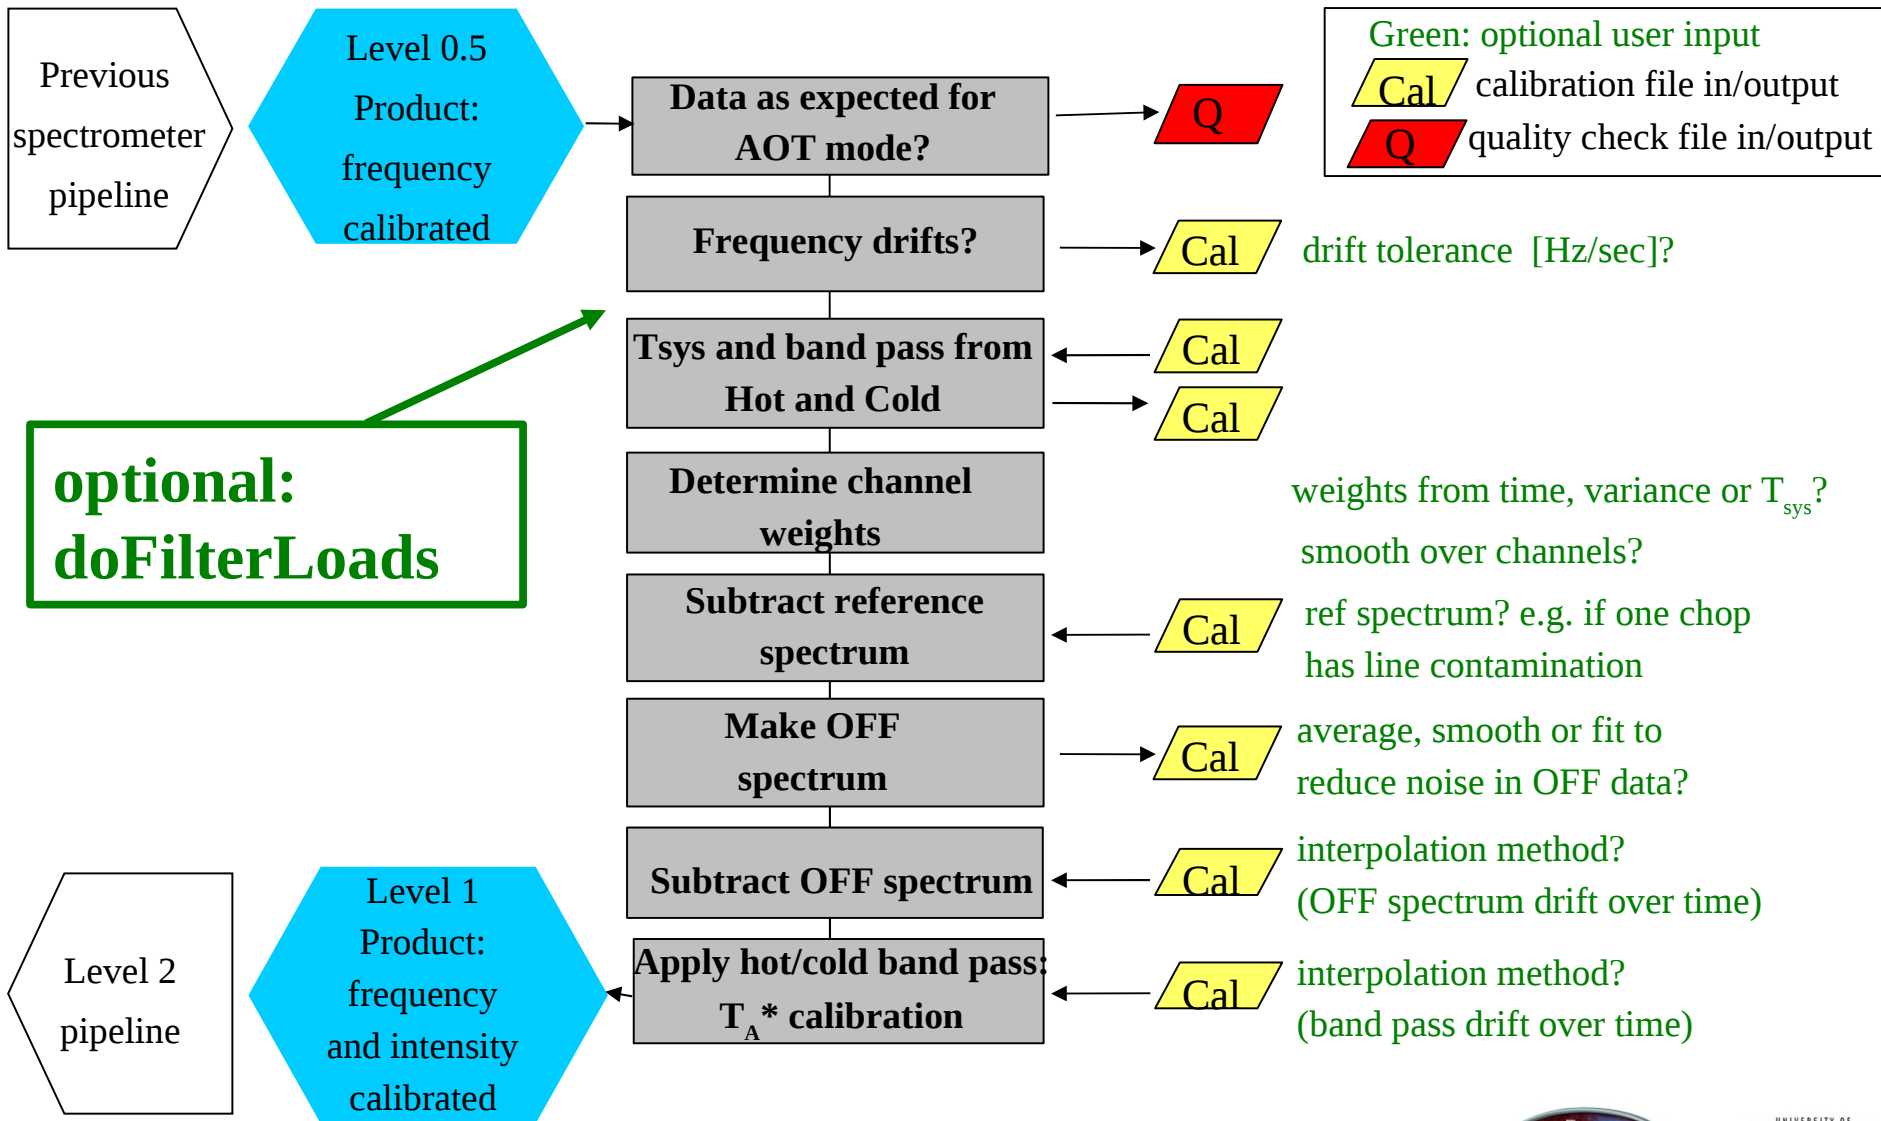 Previous
spectrometer
pipeline
Level 0.5
Product:
frequency
calibrated
Data as expected for
AOT mode?
Q
Green: optional user input
Cal calibration file in/output
Q quality check file in/output
Frequency drifts?
Cal
drift tolerance [Hz/sec]?
Tsys and band pass from
Hot and Cold
Cal
Cal
optional:
doFilterLoads
Determine channel
weights
weights from time, variance or Tsys?
smooth over channels?
Subtract reference
spectrum
Cal
ref spectrum? e.g. if one chop
has line contamination
Make OFF
spectrum
Cal
average, smooth or fit to
reduce noise in OFF data?
Subtract OFF spectrum
Cal
interpolation method?
(OFF spectrum drift over time)
Apply hot/cold band pass:
TA* calibration
Cal
interpolation method?
(band pass drift over time)
Level 1
Product:
frequency
and intensity
calibrated
Level 2
pipeline
UNIVERSITY OF